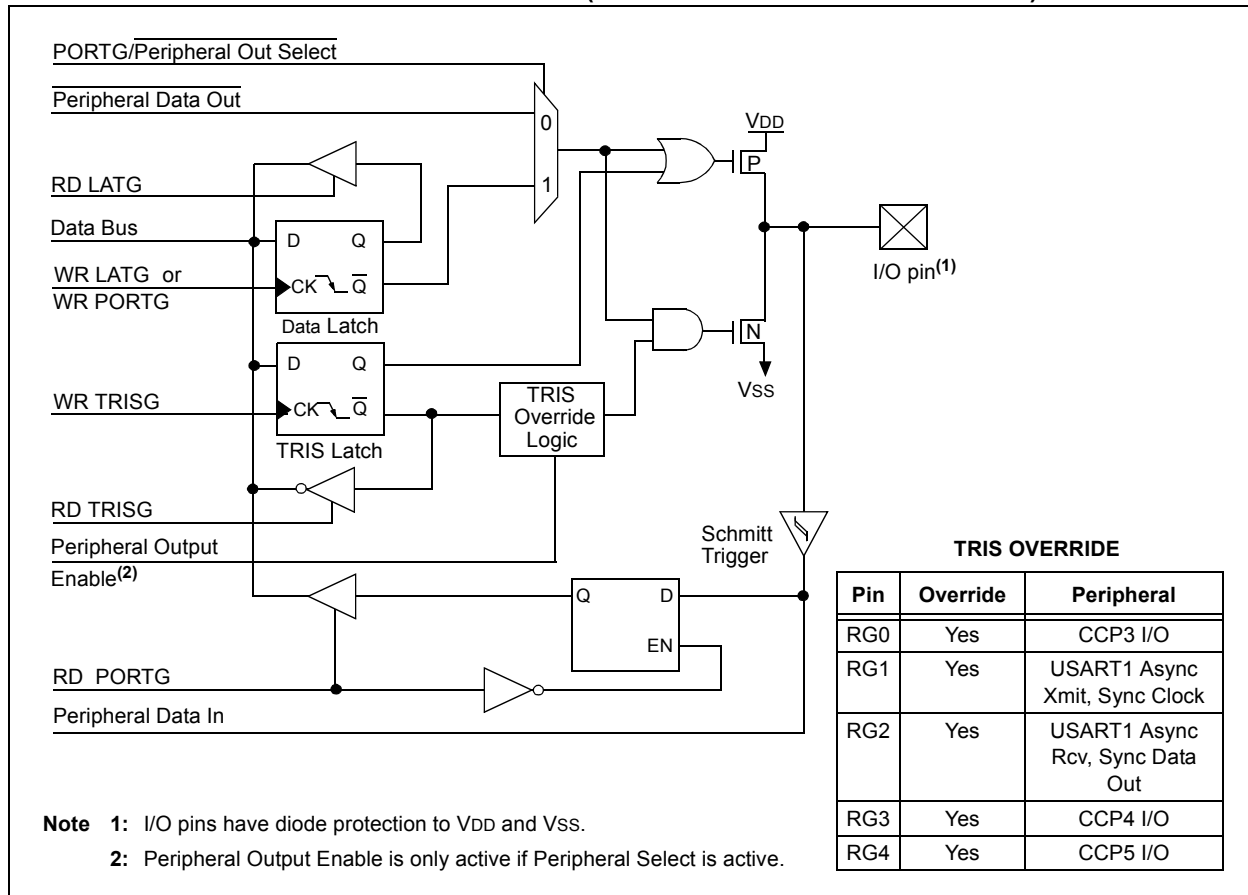 PORTG/Peripheral Out Select
Peripheral Data Out
0
1
VDD
P
RD LATG
Data Bus
D Q
WR LATG or
WR PORTG
CK Q
Data Latch
I/O pin(1)
N
VSS
D Q
WR TRISG
CK Q
TRIS Latch
TRIS
Override
Logic
RD TRISG
Peripheral Output
Enable(2)
Schmitt
Trigger
Q D
EN
RD PORTG
Peripheral Data In
TRIS OVERRIDE
Pin Override Peripheral
RG0 Yes CCP3 I/O
RG1 Yes USART1 Async
Xmit, Sync Clock
RG2 Yes USART1 Async
Rcv, Sync Data
Out
RG3 Yes CCP4 I/O
RG4 Yes CCP5 I/O
Note 1: I/O pins have diode protection to VDD and VSS.
2: Peripheral Output Enable is only active if Peripheral Select is active.